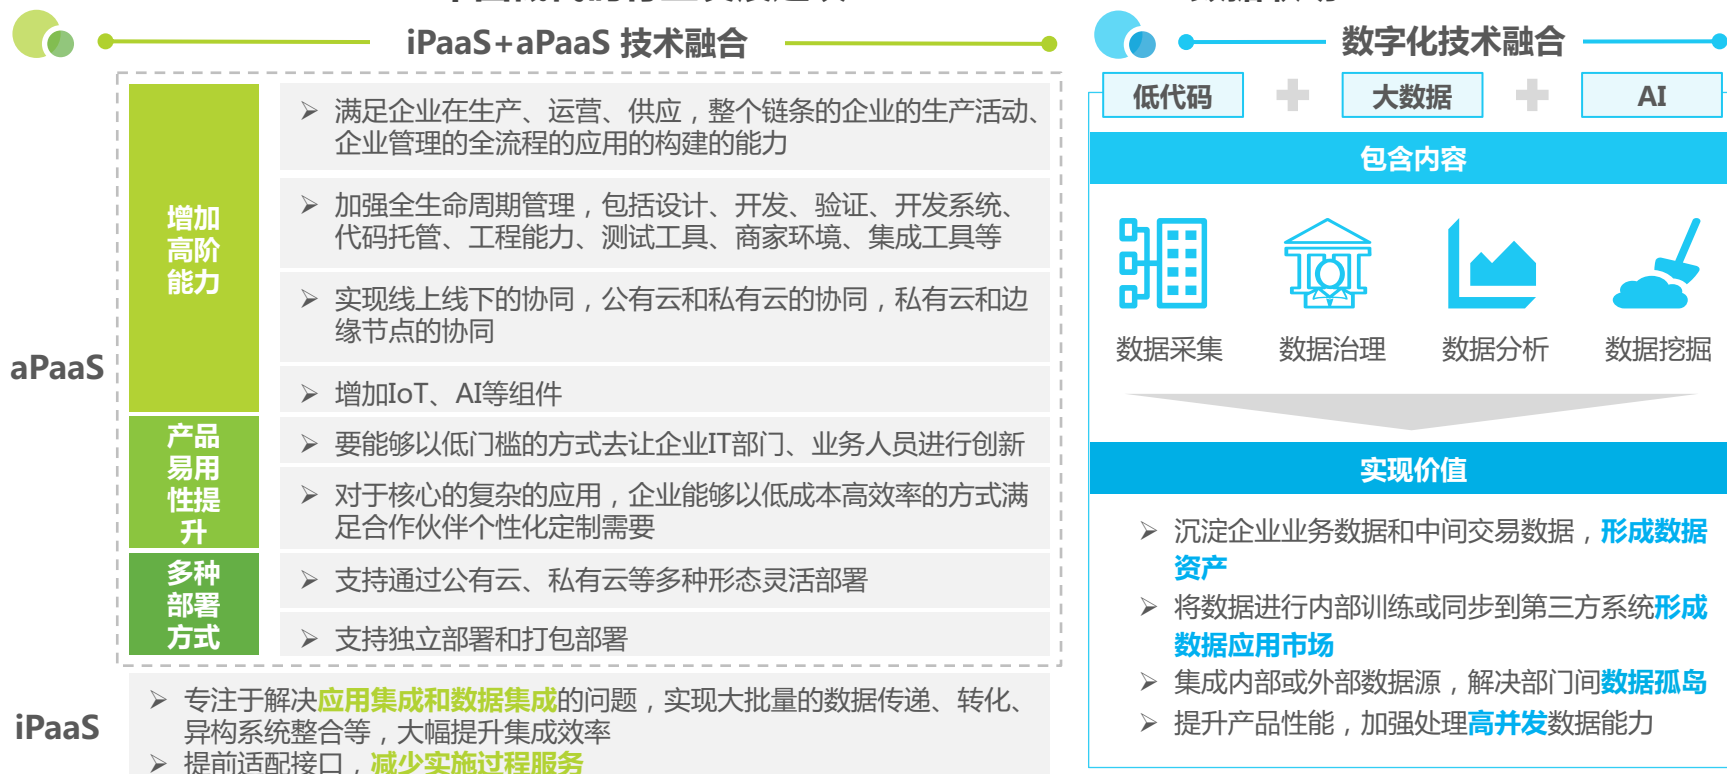 iPaaS+aPaaS 技术融合
aPaaS
增加
高阶
能力
➢ 满足企业在生产、运营、供应，整个链条的企业的生产活动、
企业管理的全流程的应用的构建的能力
➢ 加强全生命周期管理，包括设计、开发、验证、开发系统、
代码托管、工程能力、测试工具、商家环境、集成工具等
➢ 实现线上线下的协同，公有云和私有云的协同，私有云和边
缘节点的协同
➢ 增加IoT、AI等组件
产品
易用
性提
升
➢ 要能够以低门槛的方式去让企业IT部门、业务人员进行创新
➢ 对于核心的复杂的应用，企业能够以低成本高效率的方式满
足合作伙伴个性化定制需要
多种
部署
方式
➢ 支持通过公有云、私有云等多种形态灵活部署
➢ 支持独立部署和打包部署
iPaaS
➢ 专注于解决应用集成和数据集成的问题，实现大批量的数据传递、转化、
异构系统整合等，大幅提升集成效率
➢ 提前适配接口，减少实施过程服务
数字化技术融合
低代码 + 大数据 + AI
包含内容
数据采集 数据治理 数据分析 数据挖掘
实现价值
➢ 沉淀企业业务数据和中间交易数据，形成数据
资产
➢ 将数据进行内部训练或同步到第三方系统形成
数据应用市场
➢ 集成内部或外部数据源，解决部门间数据孤岛
➢ 提升产品性能，加强处理高并发数据能力